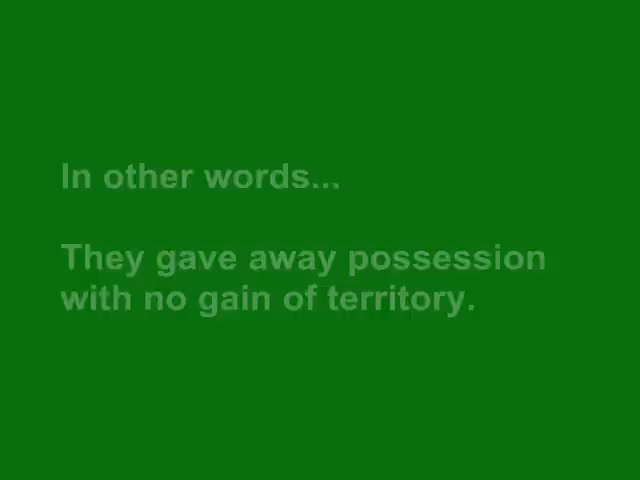 In other words...
They gave away possession
with no gain of territory.